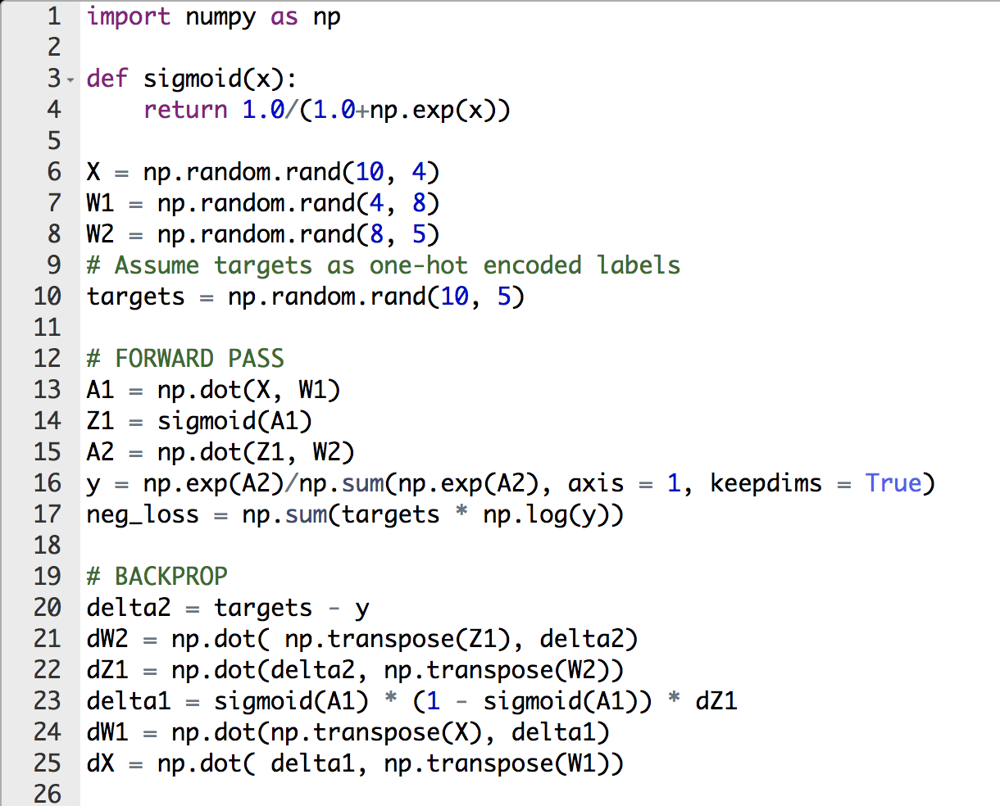 1 import numpy as np
2
3 def sigmoid(x):
4     return 1.0/(1.0+np.exp(x))
5
6 X = np.random.rand(10, 4)
7 W1 = np.random.rand(4, 8)
8 W2 = np.random.rand(8, 5)
9 # Assume targets as one-hot encoded labels
10 targets = np.random.rand(10, 5)
11
12 # FORWARD PASS
13 A1 = np.dot(X, W1)
14 Z1 = sigmoid(A1)
15 A2 = np.dot(Z1, W2)
16 y = np.exp(A2)/np.sum(np.exp(A2), axis = 1, keepdims = True)
17 neg_loss = np.sum(targets * np.log(y))
18
19 # BACKPROP
20 delta2 = targets - y
21 dW2 = np.dot( np.transpose(Z1), delta2)
22 dZ1 = np.dot(delta2, np.transpose(W2))
23 delta1 = sigmoid(A1) * (1 - sigmoid(A1)) * dZ1
24 dW1 = np.dot(np.transpose(X), delta1)
25 dX = np.dot( delta1, np.transpose(W1))
26